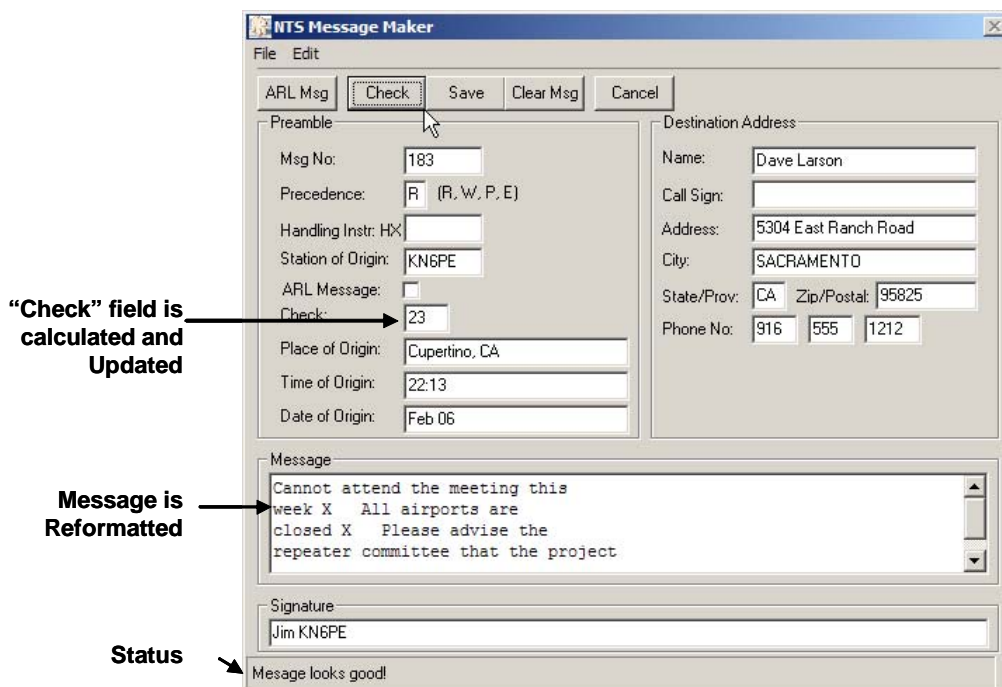 NTS Message Maker
File Edit
ARL Msg Check Save Clear Msg Cancel
Preamble
Msg No: 183
Precedence: R (R, W, P, E)
Handling Instr: HX
Station of Origin: KN6PE
ARL Message:
Check: 23
Place of Origin: Cupertino, CA
Time of Origin: 22:13
Date of Origin: Feb 06
Destination Address
Name: Dave Larson
Call Sign:
Address: 5304 East Ranch Road
City: SACRAMENTO
State/Prov: CA Zip/Postal: 95825
Phone No: 916 555 1212
“Check” field is
calculated and
Updated
Message
Cannot attend the meeting this
week X All airports are
closed X Please advise the
repeater committee that the project
Message is
Reformatted
Signature
Jim KN6PE
Status
Mesage looks good!